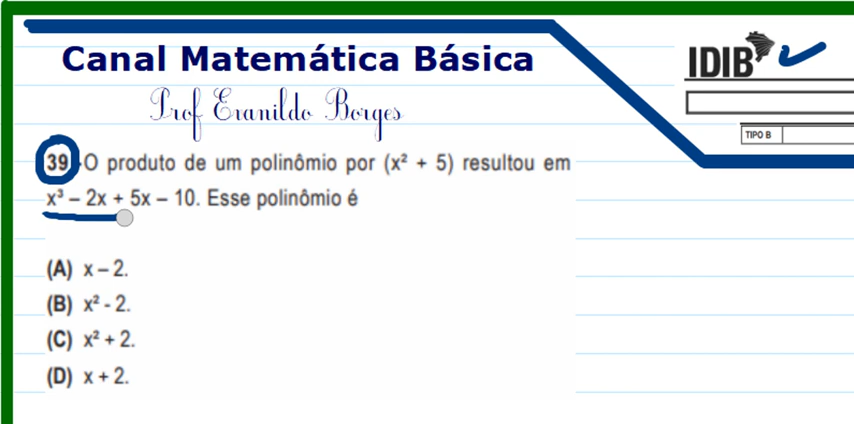 Canal Matemática Básica
IDIB
Prof Eranildo Borges
TIPO B
39 O produto de um polinômio por (x² + 5) resultou em
x³ – 2x + 5x – 10. Esse polinômio é
(A) x – 2.
(B) x² - 2.
(C) x² + 2.
(D) x + 2.